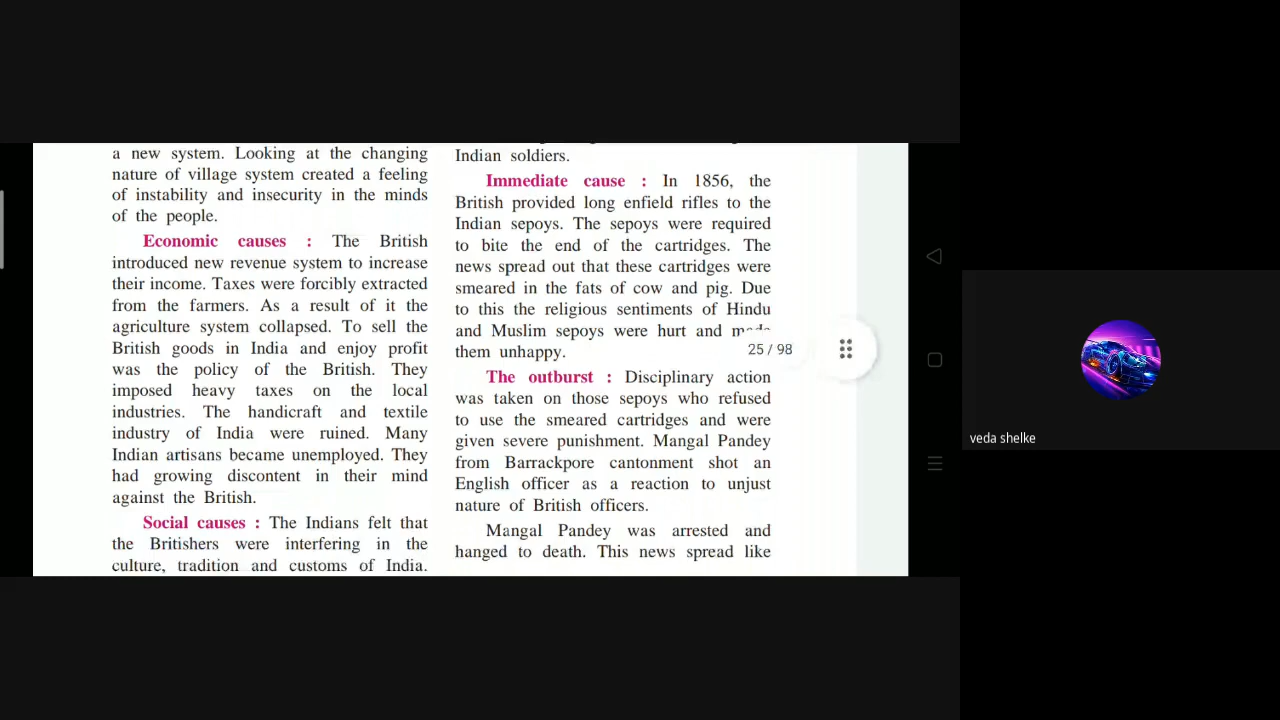 a new system. Looking at the changing
nature of village system created a feeling
of instability and insecurity in the minds
of the people.
Economic causes : The British
introduced new revenue system to increase
their income. Taxes were forcibly extracted
from the farmers. As a result of it the
agriculture system collapsed. To sell the
British goods in India and enjoy profit
was the policy of the British. They
imposed heavy taxes on the local
industries. The handicraft and textile
industry of India were ruined. Many
Indian artisans became unemployed. They
had growing discontent in their mind
against the British.
Social causes : The Indians felt that
the Britishers were interfering in the
culture, tradition and customs of India.
Indian soldiers.
Immediate cause : In 1856, the
British provided long enfield rifles to the
Indian sepoys. The sepoys were required
to bite the end of the cartridges. The
news spread out that these cartridges were
smeared in the fats of cow and pig. Due
to this the religious sentiments of Hindu
and Muslim sepoys were hurt and made
them unhappy.
25 / 98
The outburst : Disciplinary action
was taken on those sepoys who refused
to use the smeared cartridges and were
given severe punishment. Mangal Pandey
from Barrackpore cantonment shot an
English officer as a reaction to unjust
nature of British officers.
Mangal Pandey was arrested and
hanged to death. This news spread like
veda shelke